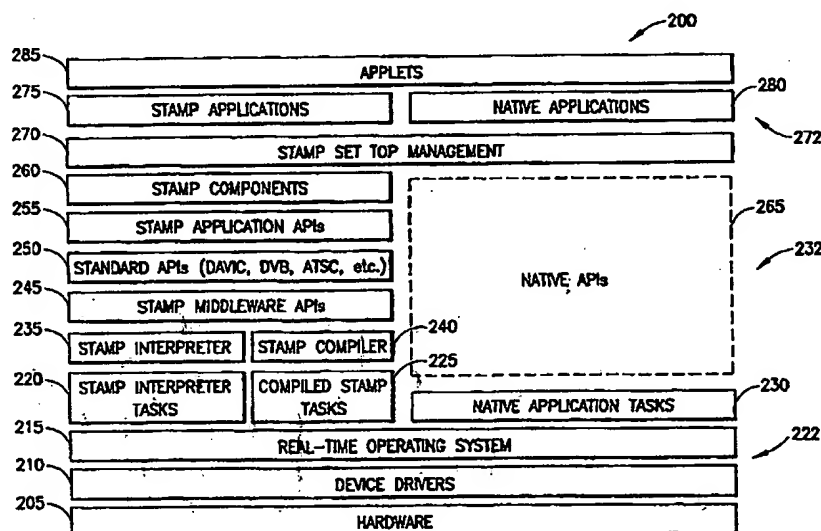 200
285 APPLETS
275 STAMP APPLICATIONS NATIVE APPLICATIONS 280
272
270 STAMP SET TOP MANAGEMENT
260 STAMP COMPONENTS
265
255 STAMP APPLICATION APIs
250 STANDARD APIs (DAVIC, DVB, ATSC, etc.) NATIVE APIs 232
245 STAMP MIDDLEWARE APIs
235 STAMP INTERPRETER STAMP COMPILER 240
220 STAMP INTERPRETER TASKS COMPILED STAMP TASKS 225 NATIVE APPLICATION TASKS 230
215 REAL-TIME OPERATING SYSTEM 222
210 DEVICE DRIVERS
205 HARDWARE